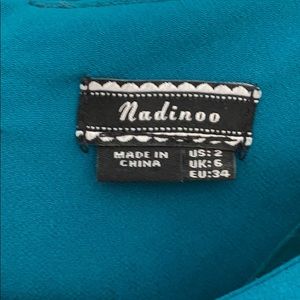 Nadinoo
MADE IN CHINA
US: 2
UK: 6
EU: 34